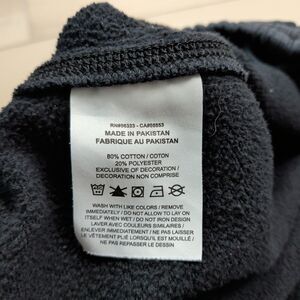 RN#56323 - CA#05553
MADE IN PAKISTAN
FABRIQUE AU PAKISTAN
80% COTTON / COTON
20% POLYESTER
EXCLUSIVE OF DECORATION /
DECORATION NON INCLUSE
WASH WITH LIKE COLORS / REMOVE
IMMEDIATELY / DO NOT ALLOW TO LAY ON
ITSELF WHEN WET / DO NOT IRON DESIGN
LAVER AVEC COULEURS SIMILAIRES /
ENLEVER IMMEDIATEMENT / NE PAS LAISSER
LE VÊTEMENT PLIÉ LORSQU'IL EST MOUILLÉ /
NE PAS REPASSER LE DESSIN